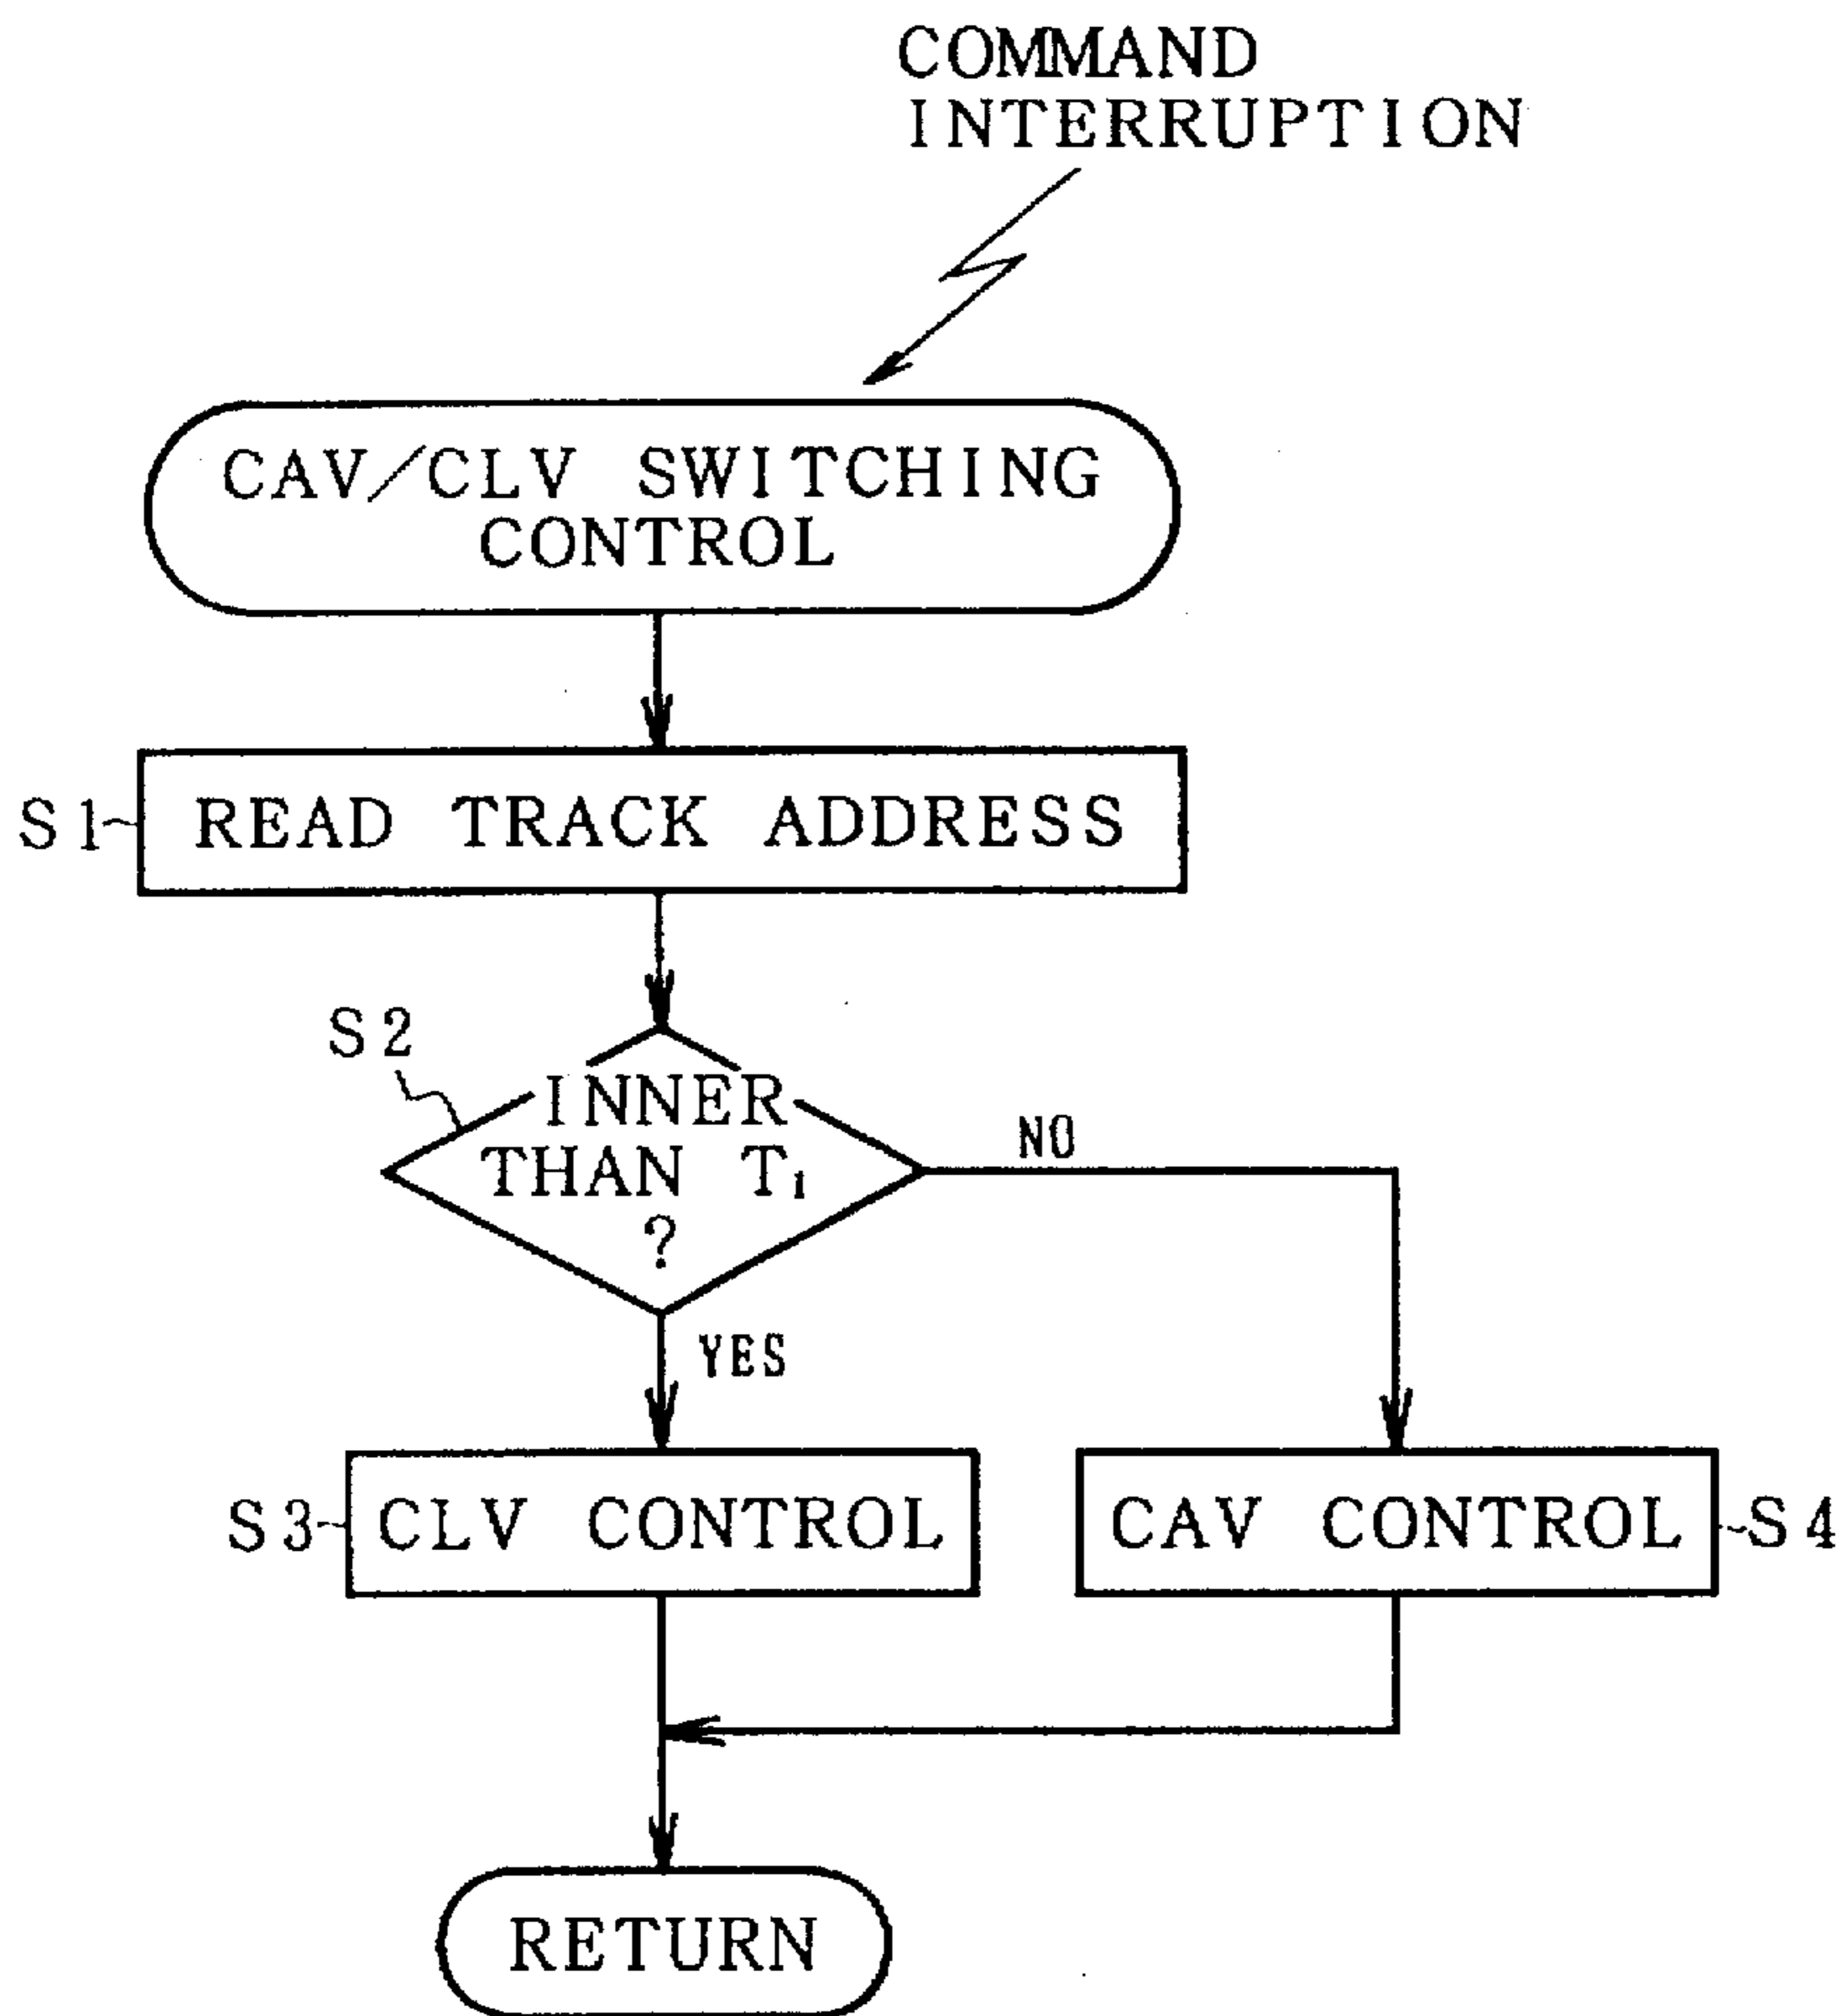 COMMAND
INTERRUPTION
CAV/CLV SWITCHING
CONTROL
S1
READ TRACK ADDRESS
S2
INNER
THAN T₁
?
NO
YES
S3
CLV CONTROL
CAV CONTROL
S4
RETURN